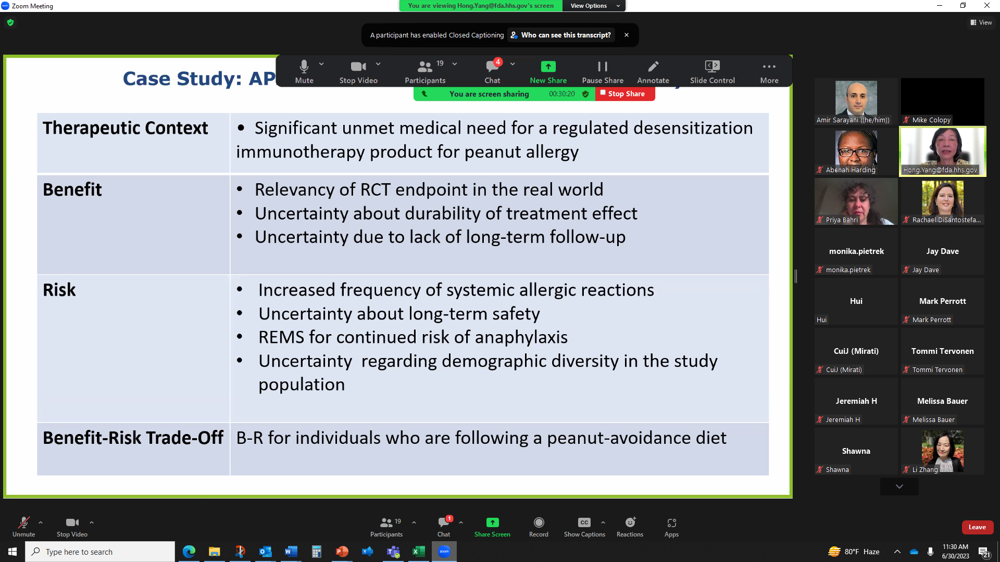 Zoom Meeting
You are viewing Hong.Yang@fda.hhs.gov's screen
View Options
View
A participant has enabled Closed Captioning
Who can see this transcript?
Case Study: AP
Mute
Stop Video
19
Participants
4
Chat
New Share
Pause Share
Annotate
Slide Control
More
You are screen sharing
00:30:20
Stop Share
Therapeutic Context
• Significant unmet medical need for a regulated desensitization
immunotherapy product for peanut allergy
Benefit
• Relevancy of RCT endpoint in the real world
• Uncertainty about durability of treatment effect
• Uncertainty due to lack of long-term follow-up
Risk
• Increased frequency of systemic allergic reactions
• Uncertainty about long-term safety
• REMS for continued risk of anaphylaxis
• Uncertainty  regarding demographic diversity in the study
population
Benefit-Risk Trade-Off
B-R for individuals who are following a peanut-avoidance diet
Amir Sarayani ((he/him))
Mike Colopy
Abenah Harding
Hong.Yang@fda.hhs.gov
Priya Bahri
Rachael DiSantostefa...
monika.pietrek
monika.pietrek
Jay Dave
Jay Dave
Hui
Hui
Mark Perrott
Mark Perrott
CuiJ (Mirati)
CuiJ (Mirati)
Tommi Tervonen
Tommi Tervonen
Jeremiah H
Jeremiah H
Melissa Bauer
Melissa Bauer
Shawna
Shawna
Li Zhang
Unmute
Stop Video
19
Participants
1
Chat
Share Screen
Record
CC
Show Captions
Reactions
Apps
Leave
Type here to search
zoom
80°F Haze
11:30 AM
6/30/2023
21